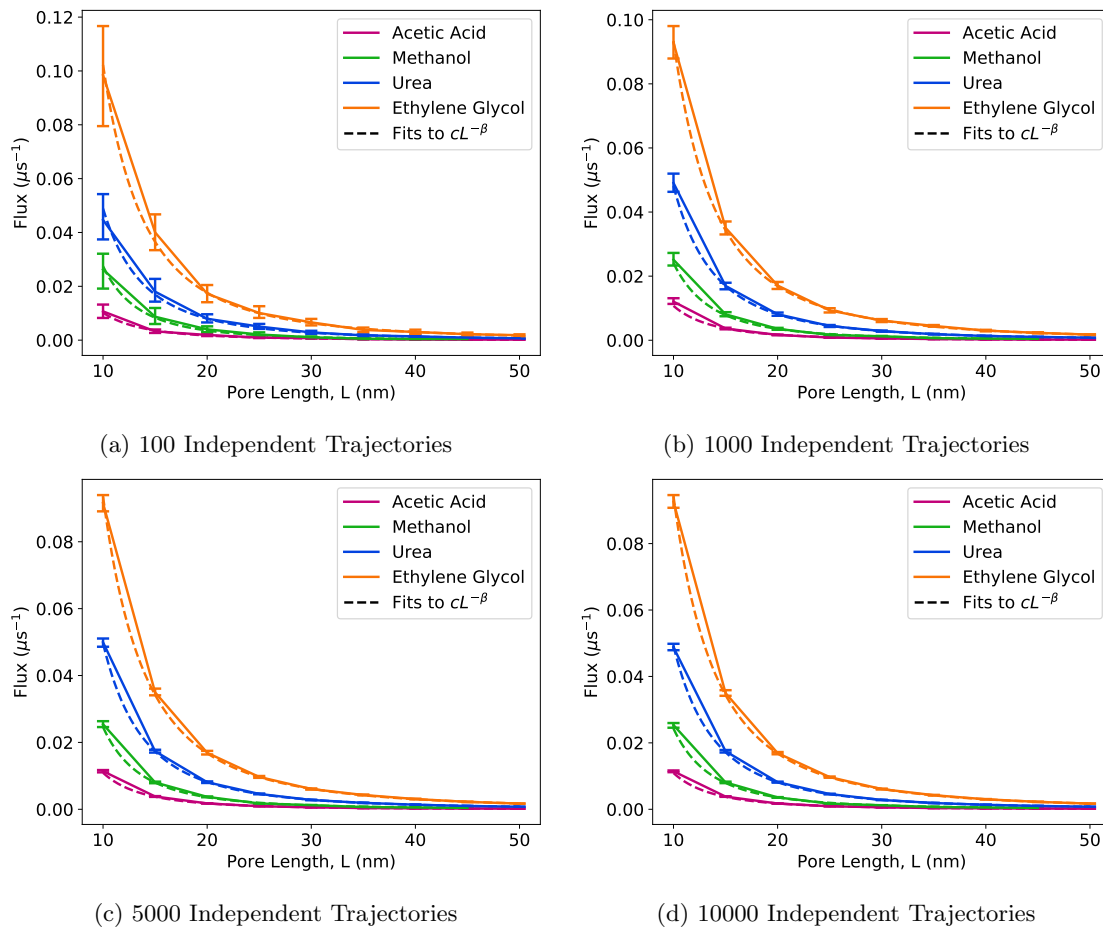 0.12
0.10
0.08
0.06
0.04
0.02
0.00
Flux (μs⁻¹)
10 20 30 40 50
Pore Length, L (nm)
Acetic Acid
Methanol
Urea
Ethylene Glycol
Fits to cL⁻ᵝ
(a) 100 Independent Trajectories
0.10
0.08
0.06
0.04
0.02
0.00
Flux (μs⁻¹)
10 20 30 40 50
Pore Length, L (nm)
Acetic Acid
Methanol
Urea
Ethylene Glycol
Fits to cL⁻ᵝ
(b) 1000 Independent Trajectories
0.08
0.06
0.04
0.02
0.00
Flux (μs⁻¹)
10 20 30 40 50
Pore Length, L (nm)
Acetic Acid
Methanol
Urea
Ethylene Glycol
Fits to cL⁻ᵝ
(c) 5000 Independent Trajectories
0.08
0.06
0.04
0.02
0.00
Flux (μs⁻¹)
10 20 30 40 50
Pore Length, L (nm)
Acetic Acid
Methanol
Urea
Ethylene Glycol
Fits to cL⁻ᵝ
(d) 10000 Independent Trajectories